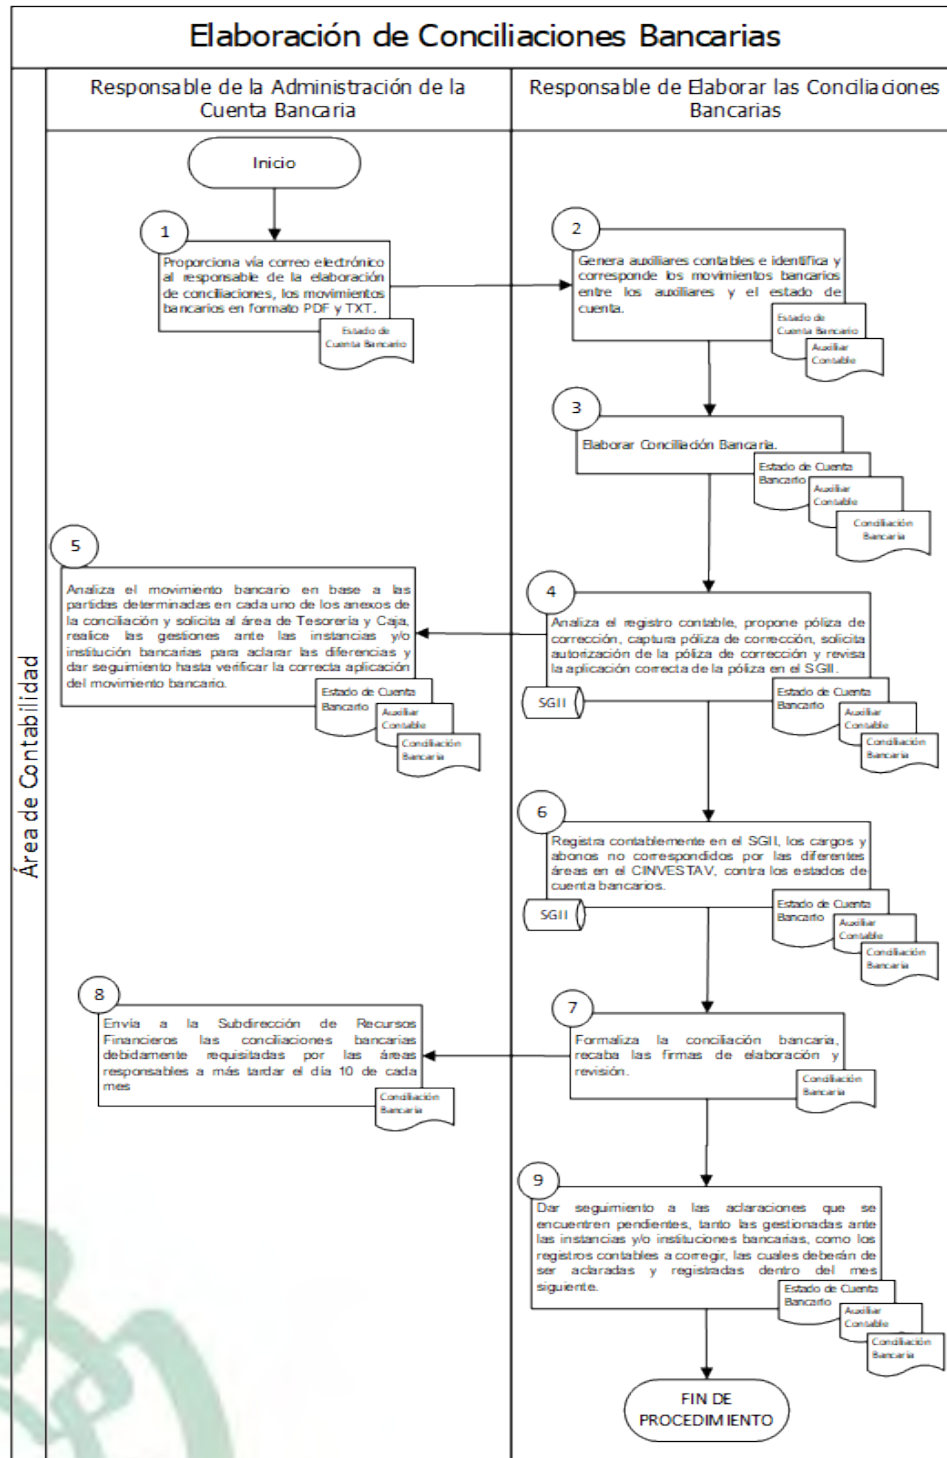 Elaboración de Conciliaciones Bancarias
Responsable de la Administración de la
Cuenta Bancaria
Responsable de Elaborar las Conciliaciones
Bancarias
Área de Contabilidad
Inicio
1
Proporciona vía correo electrónico
al responsable de la elaboración
de conciliaciones, los movimientos
bancarios en formato PDF y TXT.
Estado de
Cuenta Bancario
2
Genera auxiliares contables e identifica y
corresponde los movimientos bancarios
entre los auxiliares y el estado de
cuenta.
Estado de
Cuenta Bancario
Auxiliar
Contable
3
Elaborar Conciliación Bancaria.
Estado de Cuenta
Bancario
Auxiliar
Contable
Conciliación
Bancaria
4
Analiza el registro contable, propone póliza de
corrección, captura póliza de corrección, solicita
autorización de la póliza de corrección y revisa
la aplicación correcta de la póliza en el SGII.
SGII
Estado de Cuenta
Bancario
Auxiliar
Contable
Conciliación
Bancaria
5
Analiza el movimiento bancario en base a las
partidas determinadas en cada uno de los anexos de
la conciliación y solicita al área de Tesorería y Caja,
realice las gestiones ante las instancias y/o
institución bancarias para aclarar las diferencias y
dar seguimiento hasta verificar la correcta aplicación
del movimiento bancario.
Estado de Cuenta
Bancario
Auxiliar
Contable
Conciliación
Bancaria
6
Registra contablemente en el SGII, los cargos y
abonos no correspondidos por las diferentes
áreas en el CINVESTAV, contra los estados de
cuenta bancarios.
SGII
Estado de Cuenta
Bancario
Auxiliar
Contable
Conciliación
Bancaria
7
Formaliza la conciliación bancaria,
recaba las firmas de elaboración y
revisión.
Conciliación
Bancaria
8
Envía a la Subdirección de Recursos
Financieros las conciliaciones bancarias
debidamente requisitadas por las áreas
responsables a más tardar el día 10 de cada
mes
Conciliación
Bancaria
9
Dar seguimiento a las aclaraciones que se
encuentren pendientes, tanto las gestionadas ante
las instancias y/o instituciones bancarias, como los
registros contables a corregir, las cuales deberán de
ser aclaradas y registradas dentro del mes
siguiente.
Estado de Cuenta
Bancario
Auxiliar
Contable
Conciliación
Bancaria
FIN DE
PROCEDIMIENTO